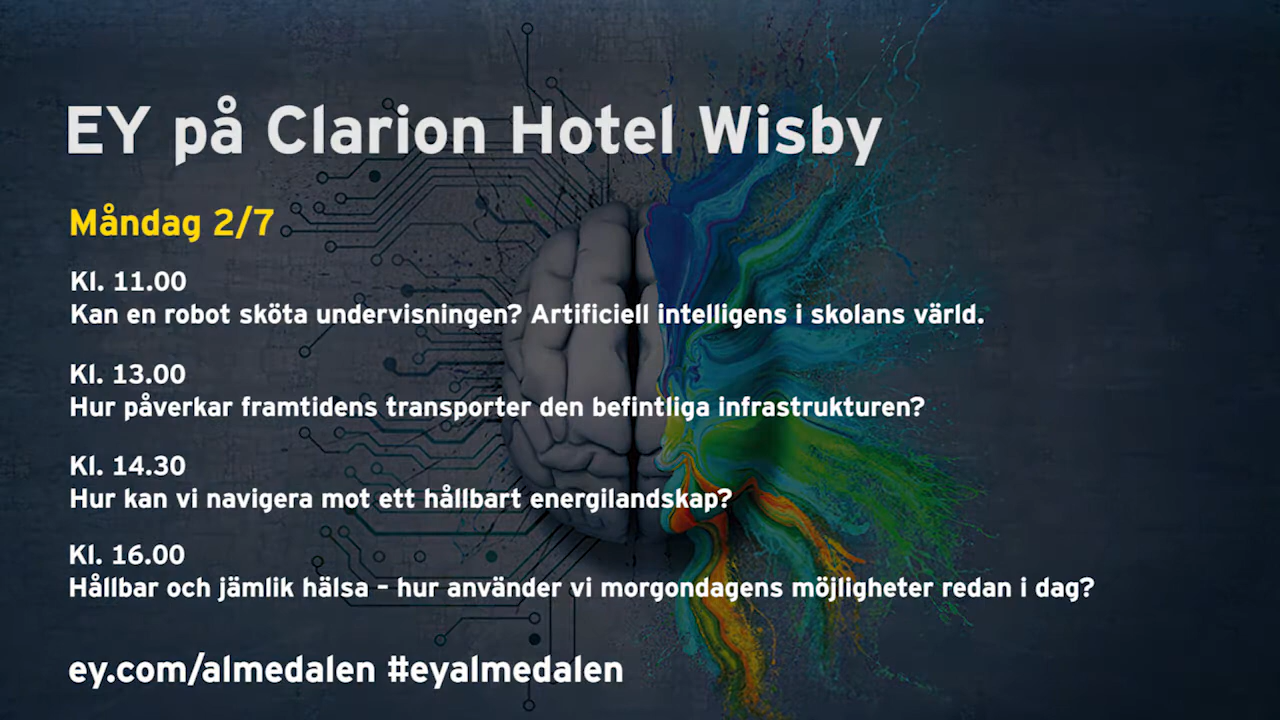 EY på Clarion Hotel Wisby
Måndag 2/7
Kl. 11.00
Kan en robot sköta undervisningen? Artificiell intelligens i skolans värld.
Kl. 13.00
Hur påverkar framtidens transporter den befintliga infrastrukturen?
Kl. 14.30
Hur kan vi navigera mot ett hållbart energilandskap?
Kl. 16.00
Hållbar och jämlik hälsa – hur använder vi morgondagens möjligheter redan i dag?
ey.com/almedalen #eyalmedalen